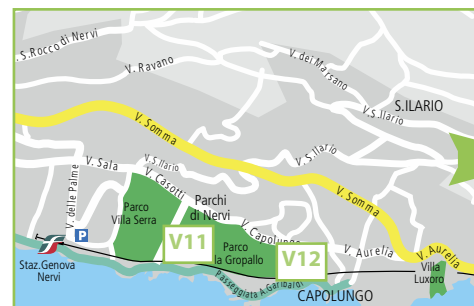 V. S.Rocco di Nervi
V. Ravano
V. dei Marsano
S.ILARIO
V.S.Ilario
V. Somma
V.S.Ilario
V.S.Ilario
V. Sala
V. Casotti
V. delle Palme
Parchi
di Nervi
V. Somma
Parco
Villa Serra
P
V11
Parco
la Gropallo
V. Capolungo
V12
V. Aurelia
V. Aurelia
Villa
Luxoro
Staz.Genova
Nervi
Passeggiata A.Garibaldi
CAPOLUNGO